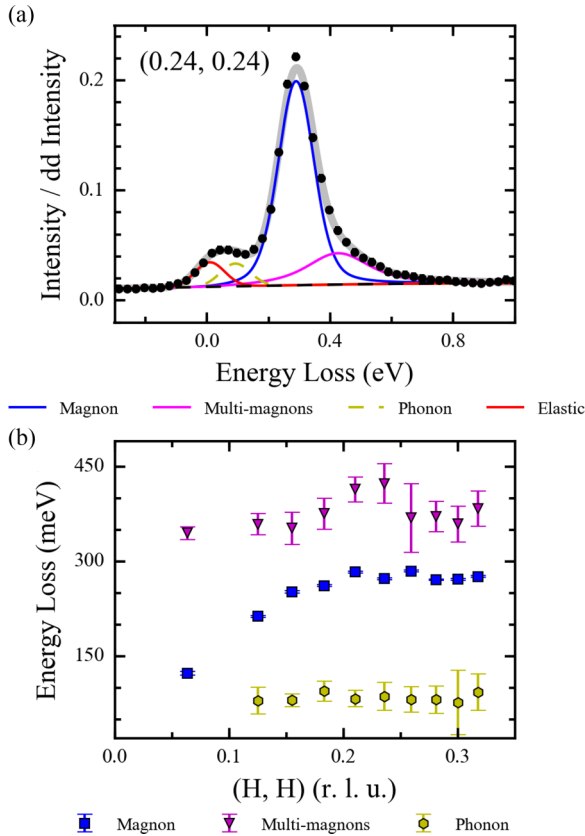 (a)
(0.24, 0.24)
Intensity / dd Intensity
0.2
0.1
0.0
0.0
0.4
0.8
Energy Loss (eV)
Magnon
Multi-magnons
Phonon
Elastic
(b)
Energy Loss (meV)
450
300
150
0.0
0.1
0.2
0.3
(H, H) (r. l. u.)
Magnon
Multi-magnons
Phonon